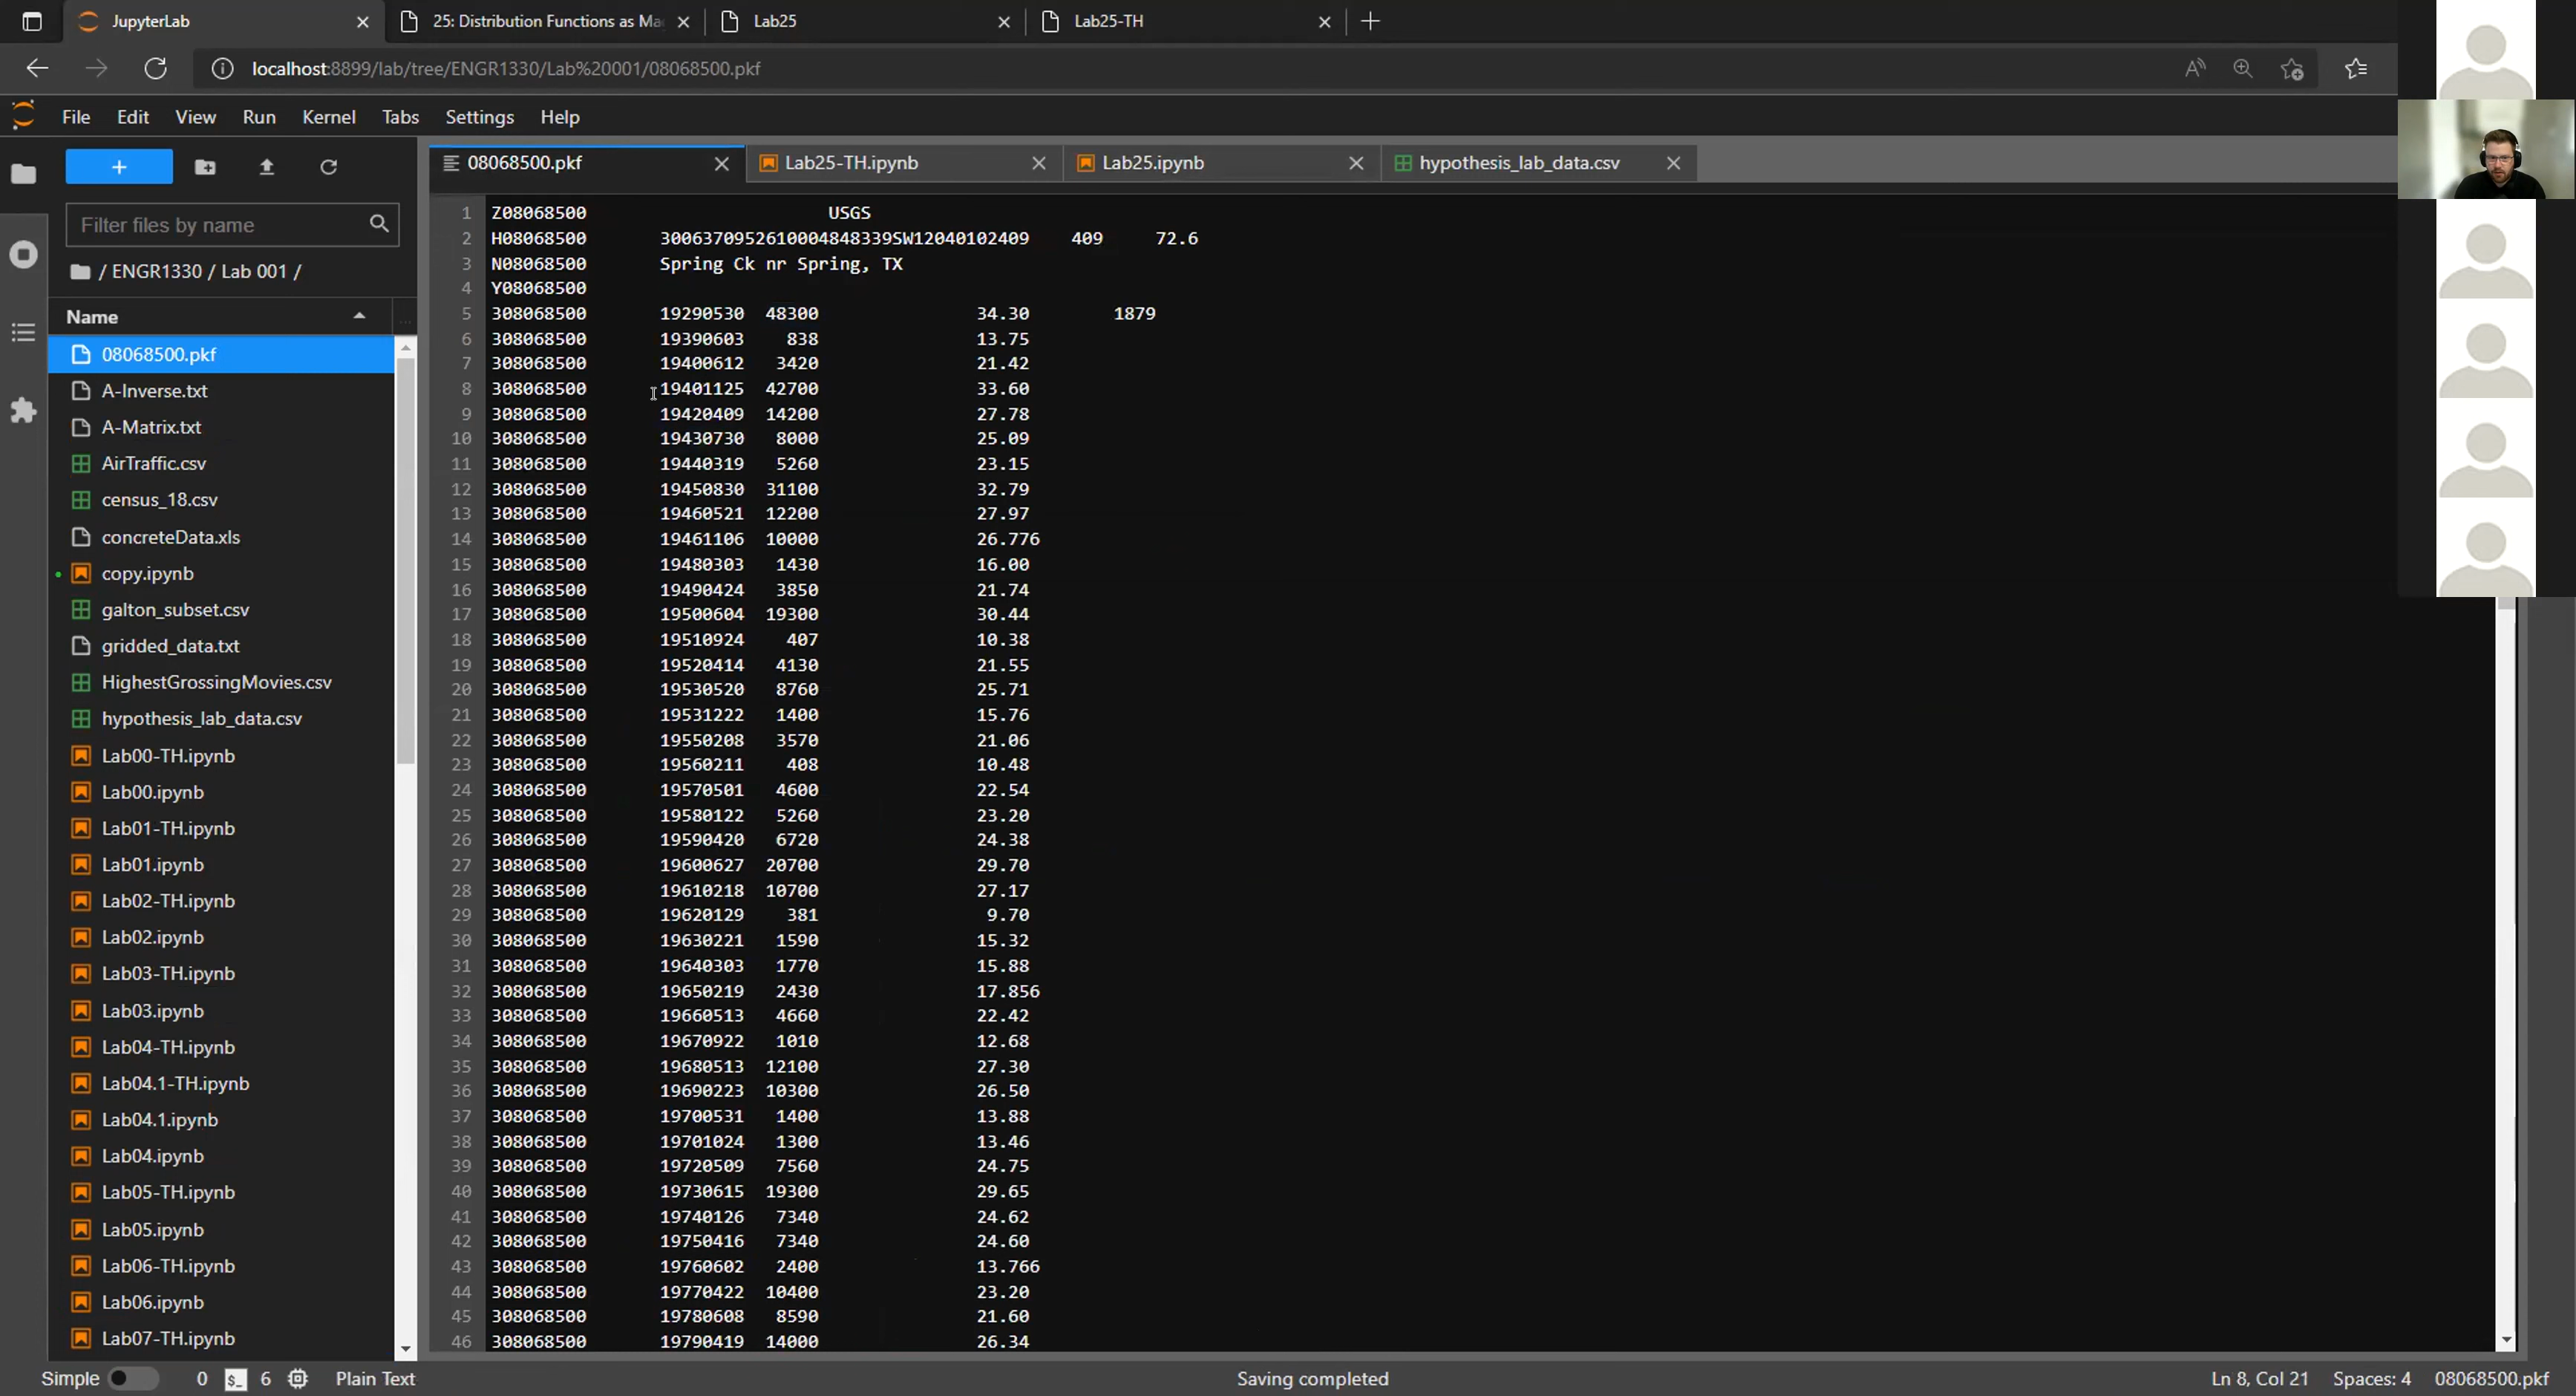 JupyterLab
25: Distribution Functions as Ma
Lab25
Lab25-TH
localhost:8899/lab/tree/ENGR1330/Lab%20001/08068500.pkf
File Edit View Run Kernel Tabs Settings Help
08068500.pkf
Lab25-TH.ipynb
Lab25.ipynb
hypothesis_lab_data.csv
Filter files by name
/ ENGR1330 / Lab 001 /
Name
08068500.pkf
A-Inverse.txt
A-Matrix.txt
AirTraffic.csv
census_18.csv
concreteData.xls
copy.ipynb
galton_subset.csv
gridded_data.txt
HighestGrossingMovies.csv
hypothesis_lab_data.csv
Lab00-TH.ipynb
Lab00.ipynb
Lab01-TH.ipynb
Lab01.ipynb
Lab02-TH.ipynb
Lab02.ipynb
Lab03-TH.ipynb
Lab03.ipynb
Lab04-TH.ipynb
Lab04.1-TH.ipynb
Lab04.1.ipynb
Lab04.ipynb
Lab05-TH.ipynb
Lab05.ipynb
Lab06-TH.ipynb
Lab06.ipynb
Lab07-TH.ipynb
1 Z08068500 USGS
2 H08068500 3006370952610004848339SW12040102409 409 72.6
3 N08068500 Spring Ck nr Spring, TX
4 Y08068500
5 308068500 19290530 48300 34.30 1879
6 308068500 19390603 838 13.75
7 308068500 19400612 3420 21.42
8 308068500 19401125 42700 33.60
9 308068500 19420409 14200 27.78
10 308068500 19430730 8000 25.09
11 308068500 19440319 5260 23.15
12 308068500 19450830 31100 32.79
13 308068500 19460521 12200 27.97
14 308068500 19461106 10000 26.776
15 308068500 19480303 1430 16.00
16 308068500 19490424 3850 21.74
17 308068500 19500604 19300 30.44
18 308068500 19510924 407 10.38
19 308068500 19520414 4130 21.55
20 308068500 19530520 8760 25.71
21 308068500 19531222 1400 15.76
22 308068500 19550208 3570 21.06
23 308068500 19560211 408 10.48
24 308068500 19570501 4600 22.54
25 308068500 19580122 5260 23.20
26 308068500 19590420 6720 24.38
27 308068500 19600627 20700 29.70
28 308068500 19610218 10700 27.17
29 308068500 19620129 381 9.70
30 308068500 19630221 1590 15.32
31 308068500 19640303 1770 15.88
32 308068500 19650219 2430 17.856
33 308068500 19660513 4660 22.42
34 308068500 19670922 1010 12.68
35 308068500 19680513 12100 27.30
36 308068500 19690223 10300 26.50
37 308068500 19700531 1400 13.88
38 308068500 19701024 1300 13.46
39 308068500 19720509 7560 24.75
40 308068500 19730615 19300 29.65
41 308068500 19740126 7340 24.62
42 308068500 19750416 7340 24.60
43 308068500 19760602 2400 13.766
44 308068500 19770422 10400 23.20
45 308068500 19780608 8590 21.60
46 308068500 19790419 14000 26.34
Simple 0 $_ 6 Plain Text Saving completed Ln 8, Col 21 Spaces: 4 08068500.pkf